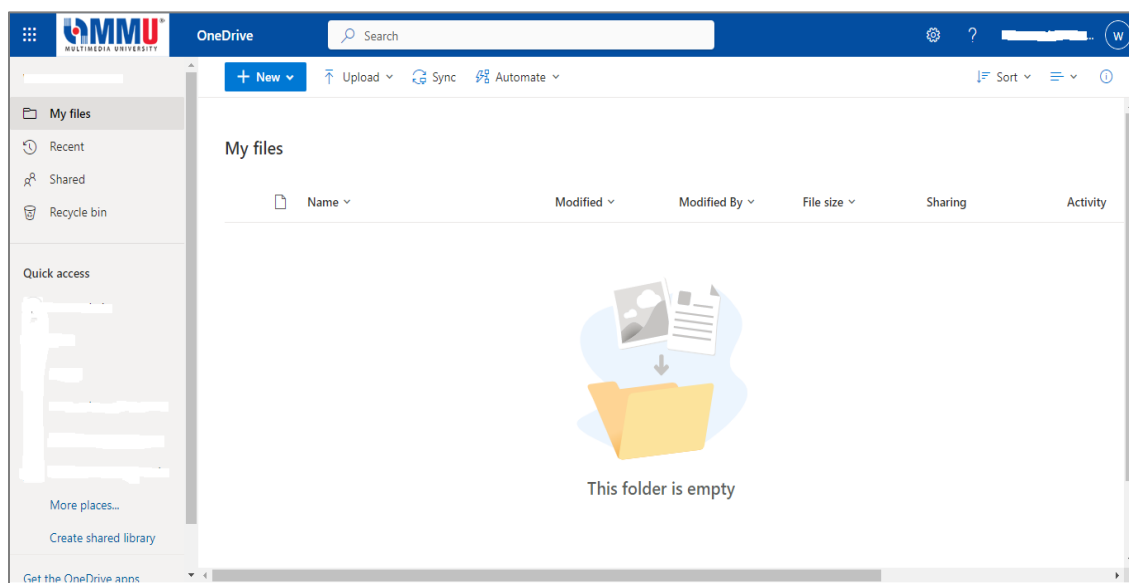 MMU®
MULTIMEDIA UNIVERSITY
OneDrive
Search
?
W
+ New
Upload
Sync
Automate
Sort
My files
Recent
Shared
Recycle bin
Quick access
More places...
Create shared library
Get the OneDrive apps
My files
Name Modified Modified By File size Sharing Activity
This folder is empty